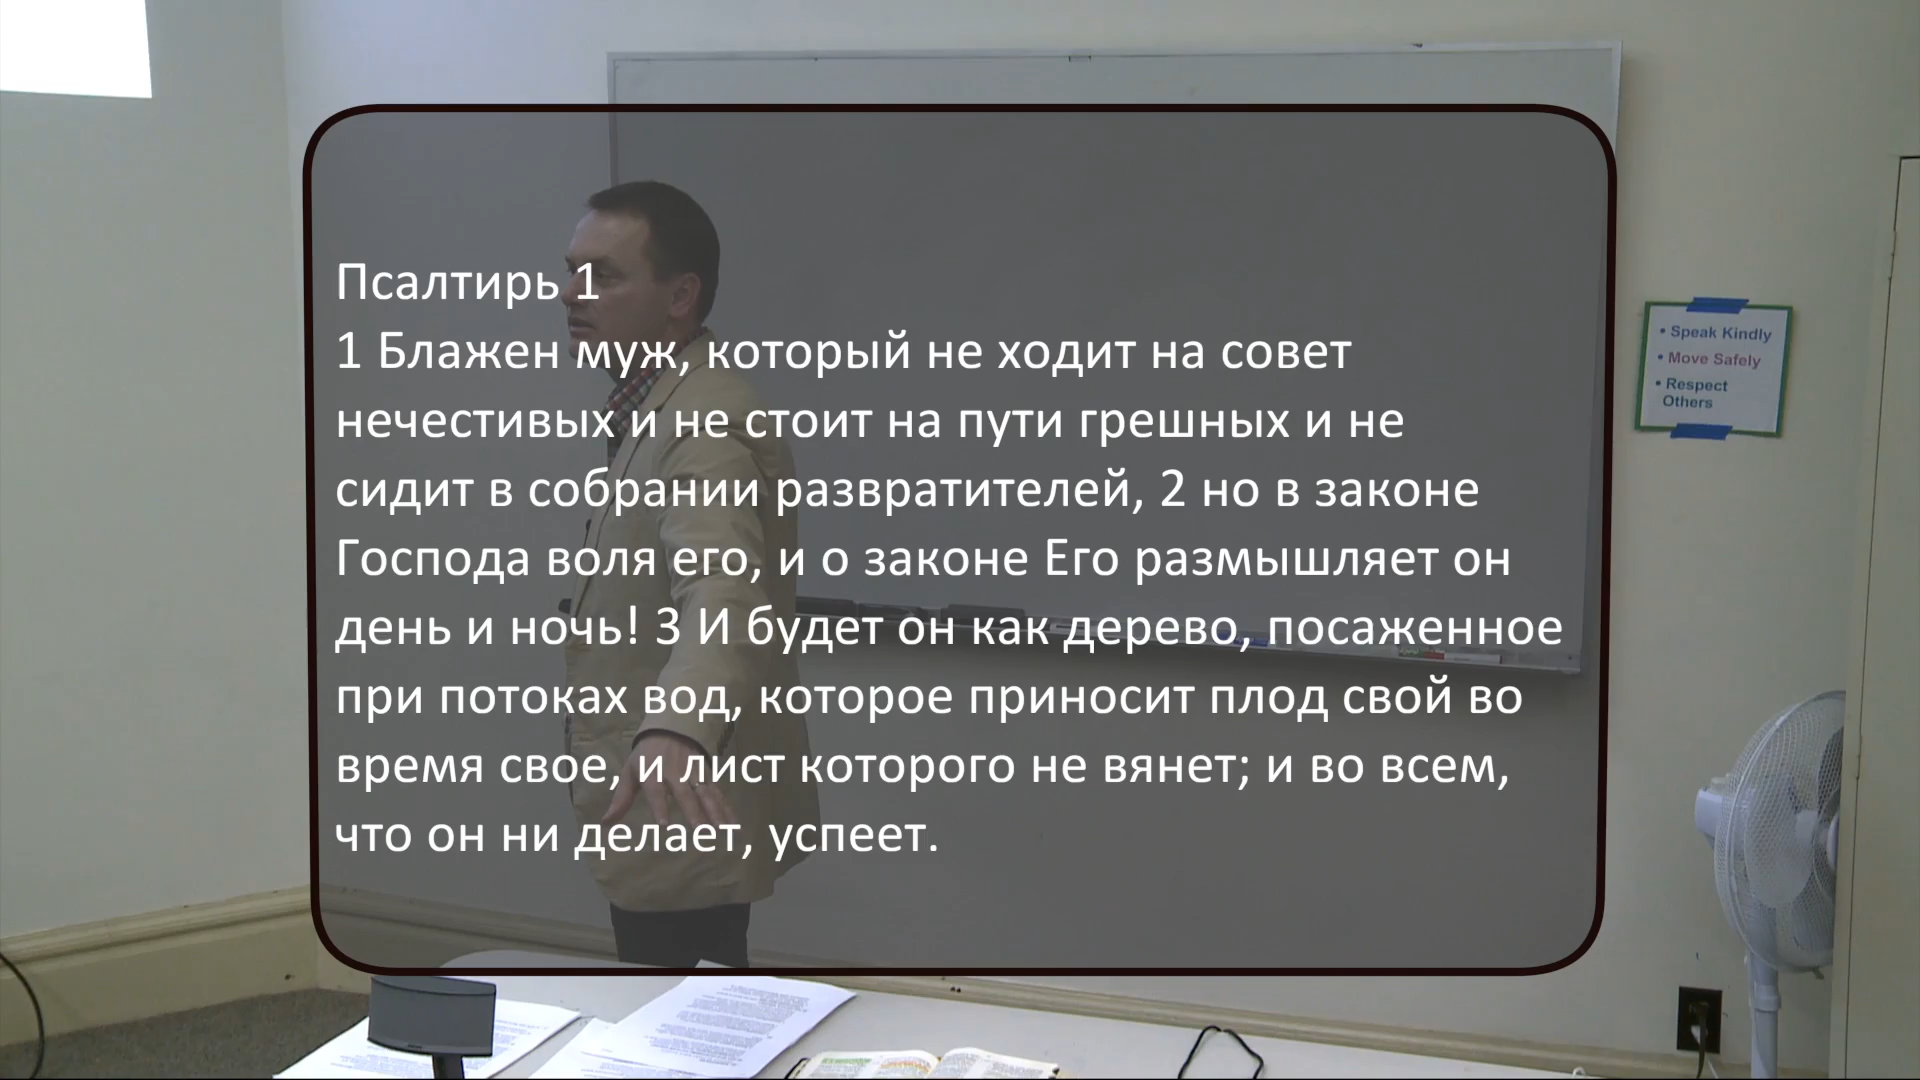 Псалтирь 1
1 Блажен муж, который не ходит на совет
нечестивых и не стоит на пути грешных и не
сидит в собрании развратителей, 2 но в законе
Господа воля его, и о законе Его размышляет он
день и ночь! 3 И будет он как дерево, посаженное
при потоках вод, которое приносит плод свой во
время свое, и лист которого не вянет; и во всем,
что он ни делает, успеет.
• Speak Kindly
• Move Safely
• Respect
Others